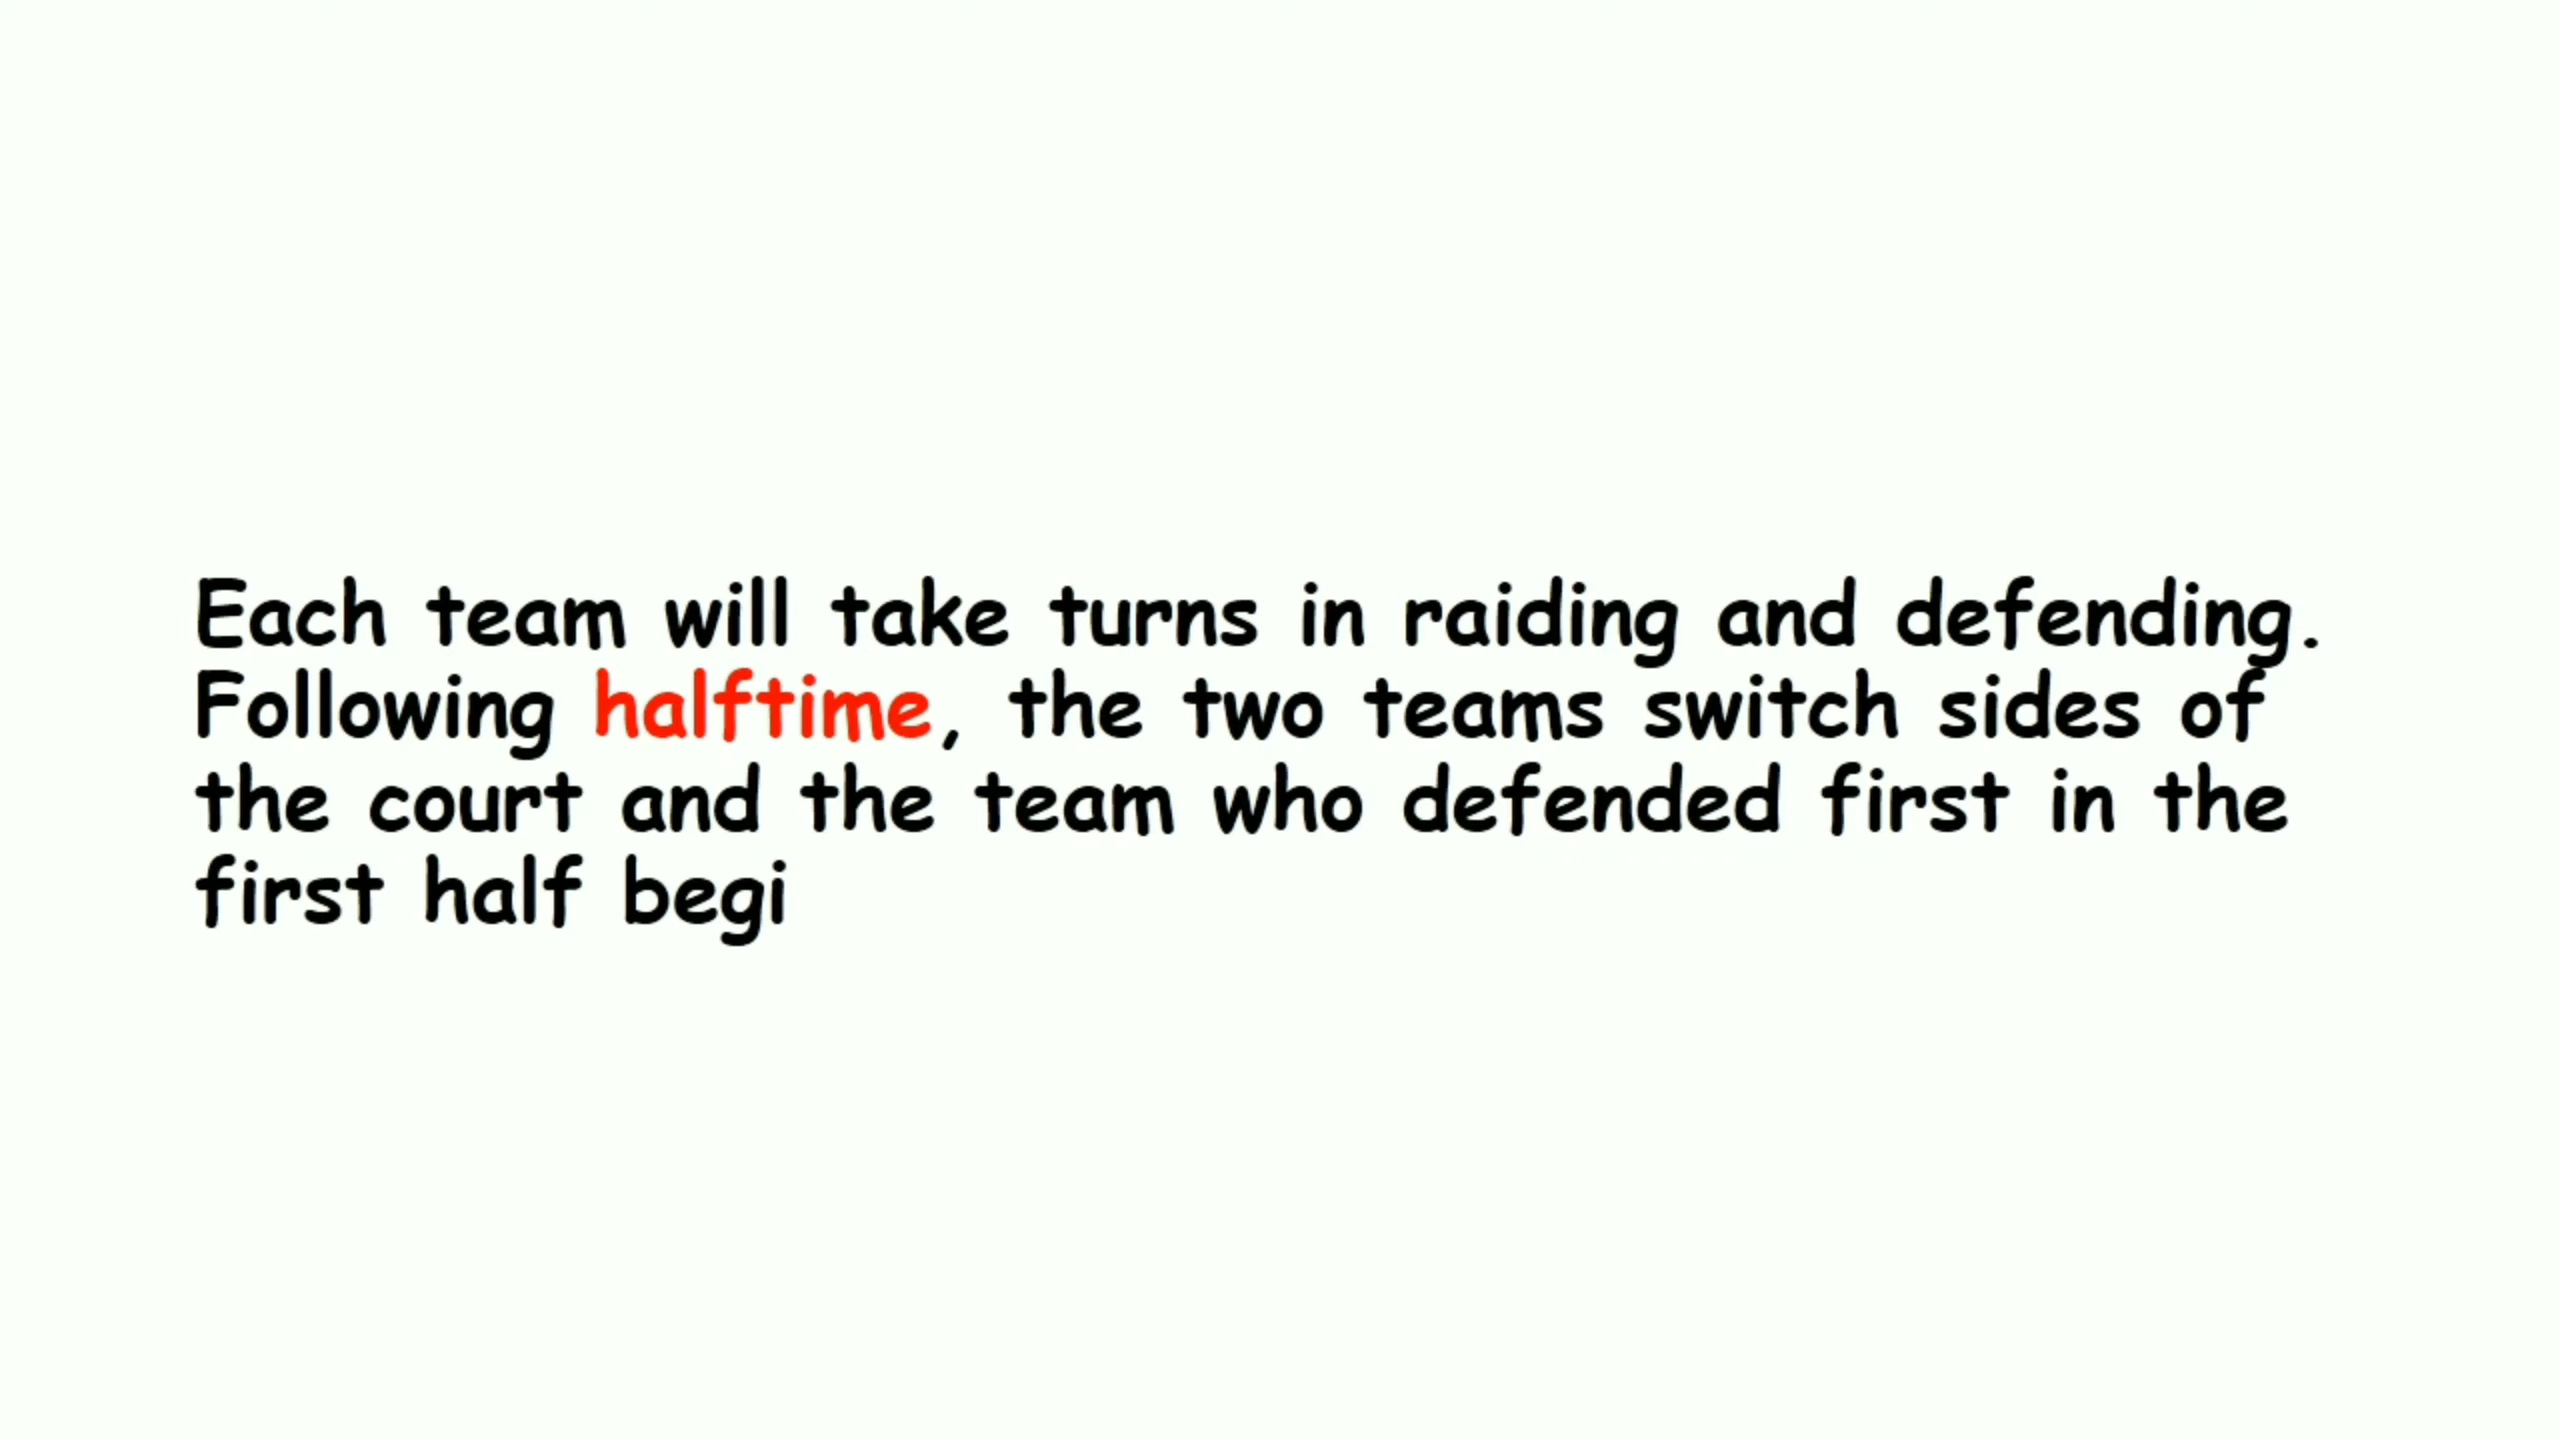 Each team will take turns in raiding and defending.
Following halftime, the two teams switch sides of
the court and the team who defended first in the
first half begi